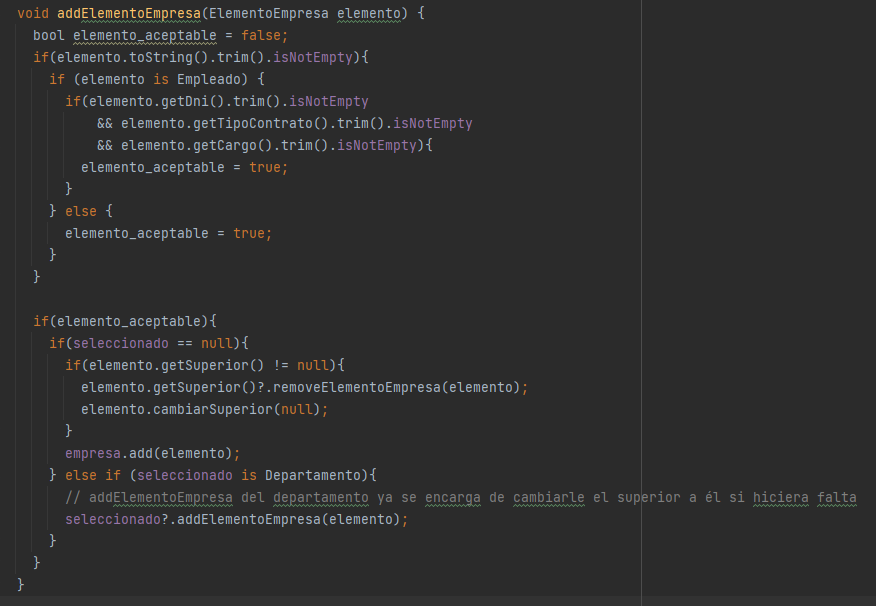 void addElementoEmpresa(ElementoEmpresa elemento) {
  bool elemento_aceptable = false;
  if(elemento.toString().trim().isNotEmpty){
    if (elemento is Empleado) {
      if(elemento.getDni().trim().isNotEmpty
          && elemento.getTipoContrato().trim().isNotEmpty
          && elemento.getCargo().trim().isNotEmpty){
        elemento_aceptable = true;
      }
    } else {
      elemento_aceptable = true;
    }
  }

  if(elemento_aceptable){
    if(seleccionado == null){
      if(elemento.getSuperior() != null){
        elemento.getSuperior()?.removeElementoEmpresa(elemento);
        elemento.cambiarSuperior(null);
      }
      empresa.add(elemento);
    } else if (seleccionado is Departamento){
      // addElementoEmpresa del departamento ya se encarga de cambiarle el superior a él si hiciera falta
      seleccionado?.addElementoEmpresa(elemento);
    }
  }
}